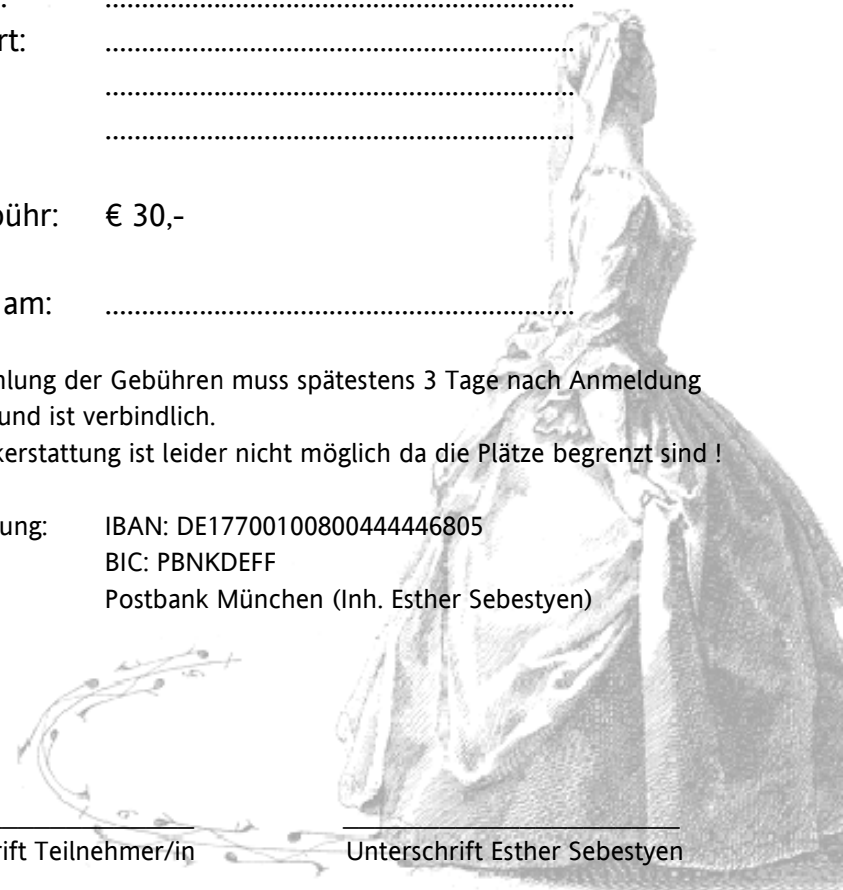 .: ................................................................
rt: ................................................................
................................................................
................................................................
bühr: € 30,-
am: ................................................................
hlung der Gebühren muss spätestens 3 Tage nach Anmeldung
und ist verbindlich.
kerstattung ist leider nicht möglich da die Plätze begrenzt sind !
ung: IBAN: DE17700100800444446805
BIC: PBNKDEFF
Postbank München (Inh. Esther Sebestyen)
rift Teilnehmer/in Unterschrift Esther Sebestyen